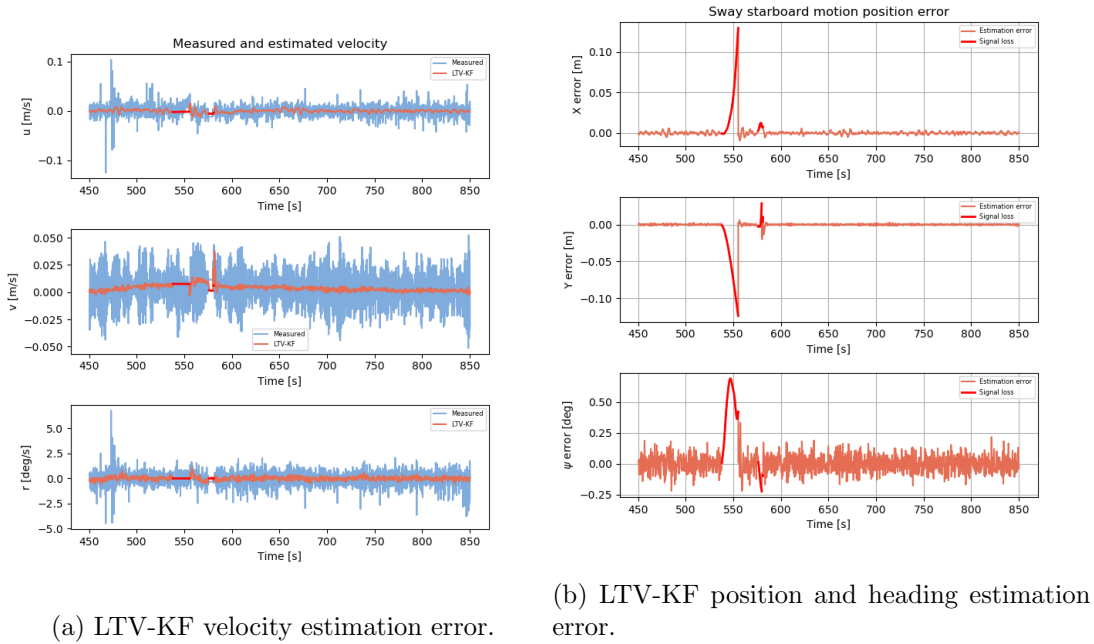 Measured and estimated velocity
0.1
0.0
−0.1
u [m/s]
Measured
LTV-KF
450 500 550 600 650 700 750 800 850
Time [s]
0.050
0.025
0.000
−0.025
−0.050
v [m/s]
Measured
LTV-KF
450 500 550 600 650 700 750 800 850
Time [s]
5.0
2.5
0.0
−2.5
−5.0
r [deg/s]
Measured
LTV-KF
450 500 550 600 650 700 750 800 850
Time [s]
(a) LTV-KF velocity estimation error.
Sway starboard motion position error
0.10
0.05
0.00
X error [m]
Estimation error
Signal loss
450 500 550 600 650 700 750 800 850
Time [s]
0.00
−0.05
−0.10
Y error [m]
Estimation error
Signal loss
450 500 550 600 650 700 750 800 850
Time [s]
0.50
0.25
0.00
−0.25
ψ error [deg]
Estimation error
Signal loss
450 500 550 600 650 700 750 800 850
Time [s]
(b) LTV-KF position and heading estimation
error.